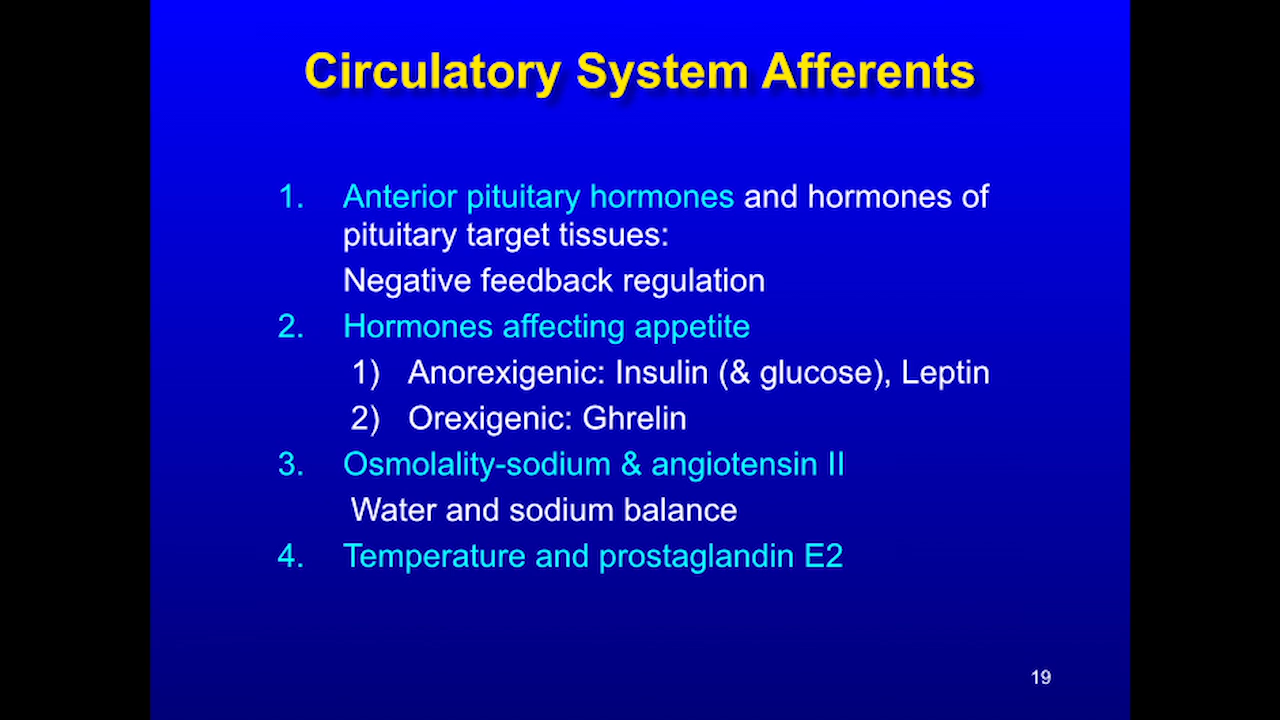 Circulatory System Afferents
1. Anterior pituitary hormones and hormones of
pituitary target tissues:
Negative feedback regulation
2. Hormones affecting appetite
1) Anorexigenic: Insulin (& glucose), Leptin
2) Orexigenic: Ghrelin
3. Osmolality-sodium & angiotensin II
Water and sodium balance
4. Temperature and prostaglandin E2
19